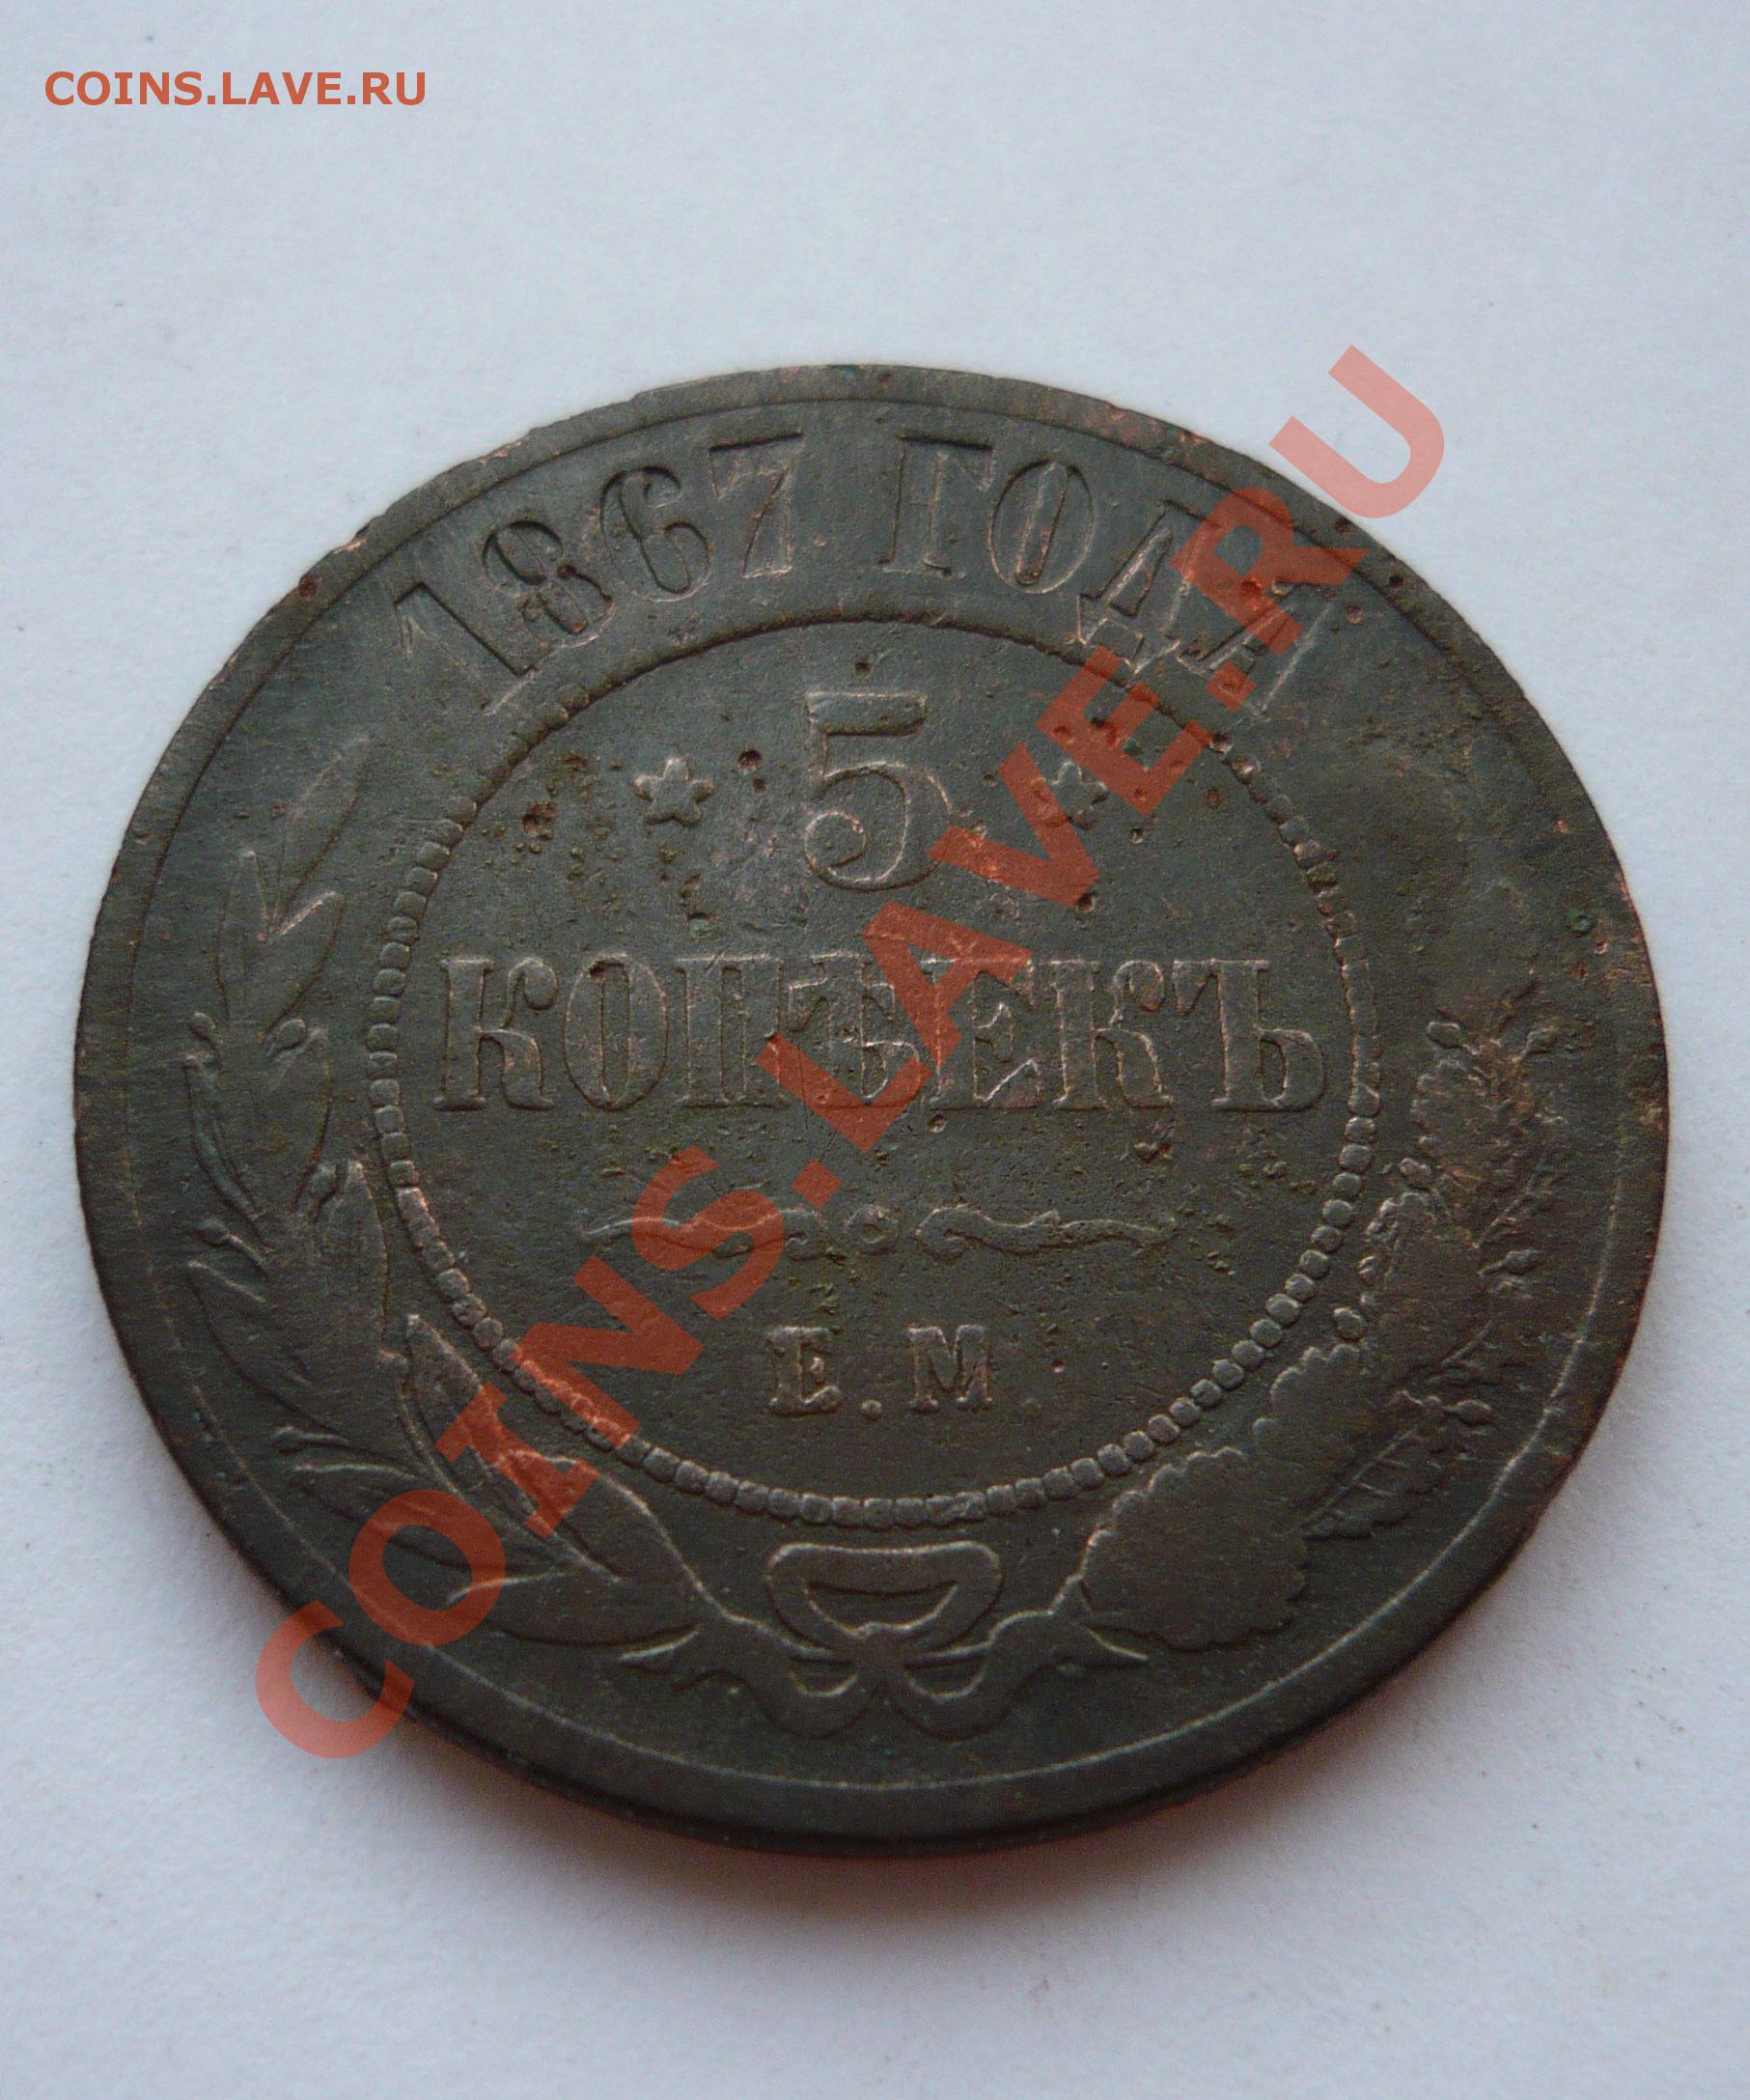 COINS.LAVE.RU
1867 ГОДА
5
КОПѢЕКЪ
Е.М.
COINS.LAVE.RU